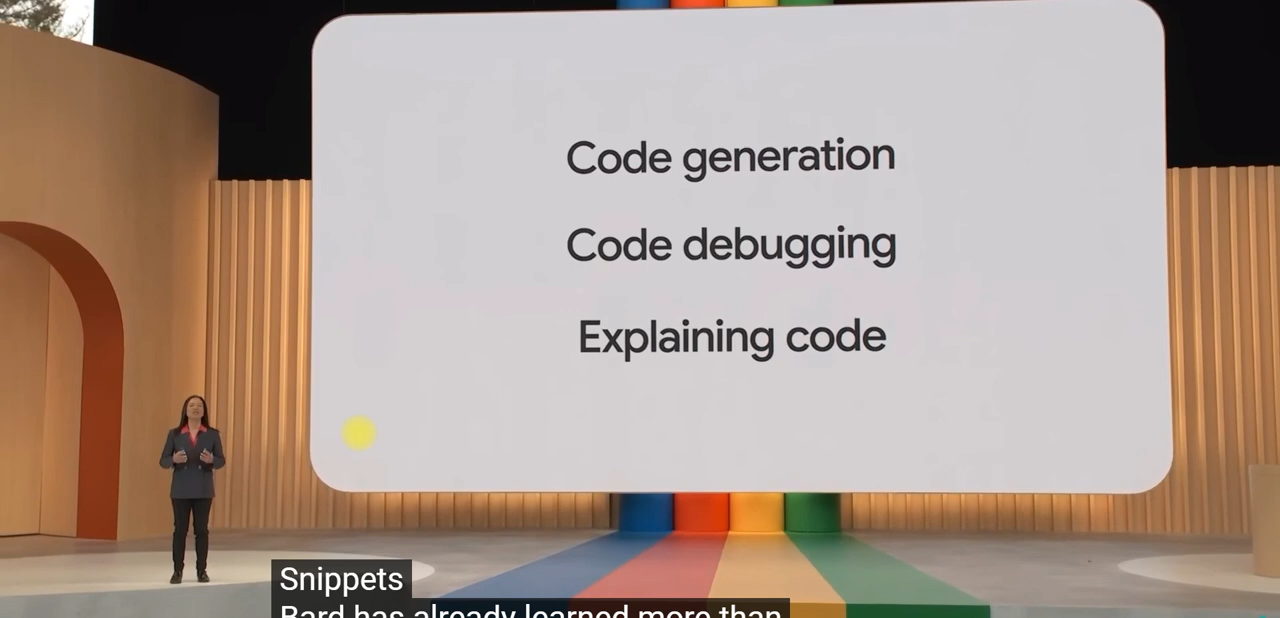 Code generation
Code debugging
Explaining code
Snippets
Bard has already learned more than